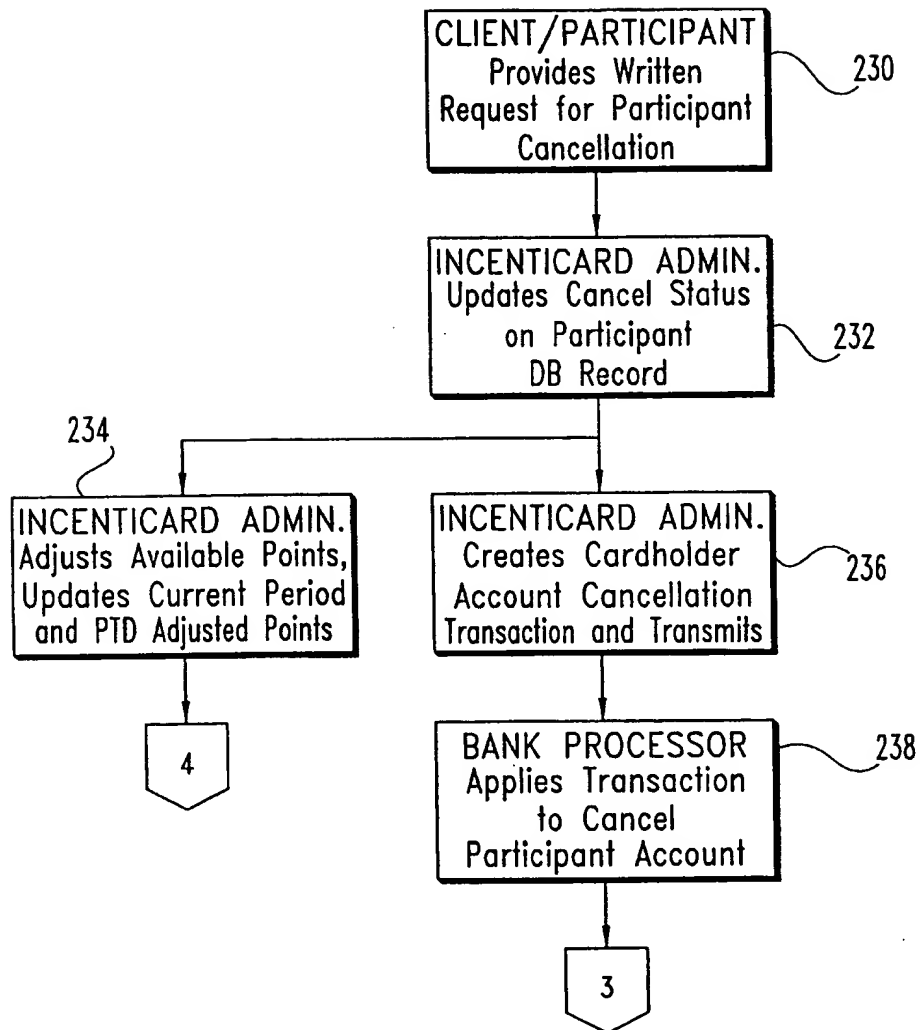 CLIENT/PARTICIPANT
Provides Written
Request for Participant
Cancellation
230
INCENTICARD ADMIN.
Updates Cancel Status
on Participant
DB Record
232
234
INCENTICARD ADMIN.
Adjusts Available Points,
Updates Current Period
and PTD Adjusted Points
INCENTICARD ADMIN.
Creates Cardholder
Account Cancellation
Transaction and Transmits
236
4
BANK PROCESSOR
Applies Transaction
to Cancel
Participant Account
238
3